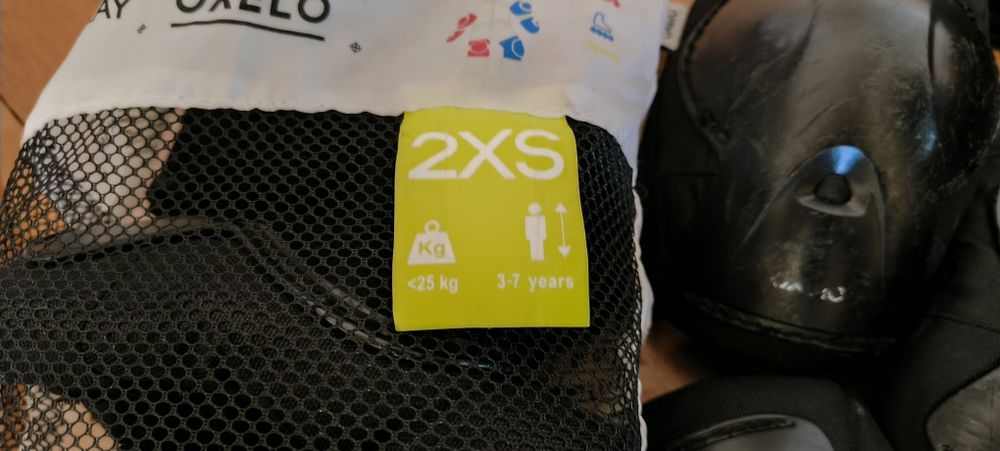 OXELO
2XS
Kg
<25 kg
3-7 years